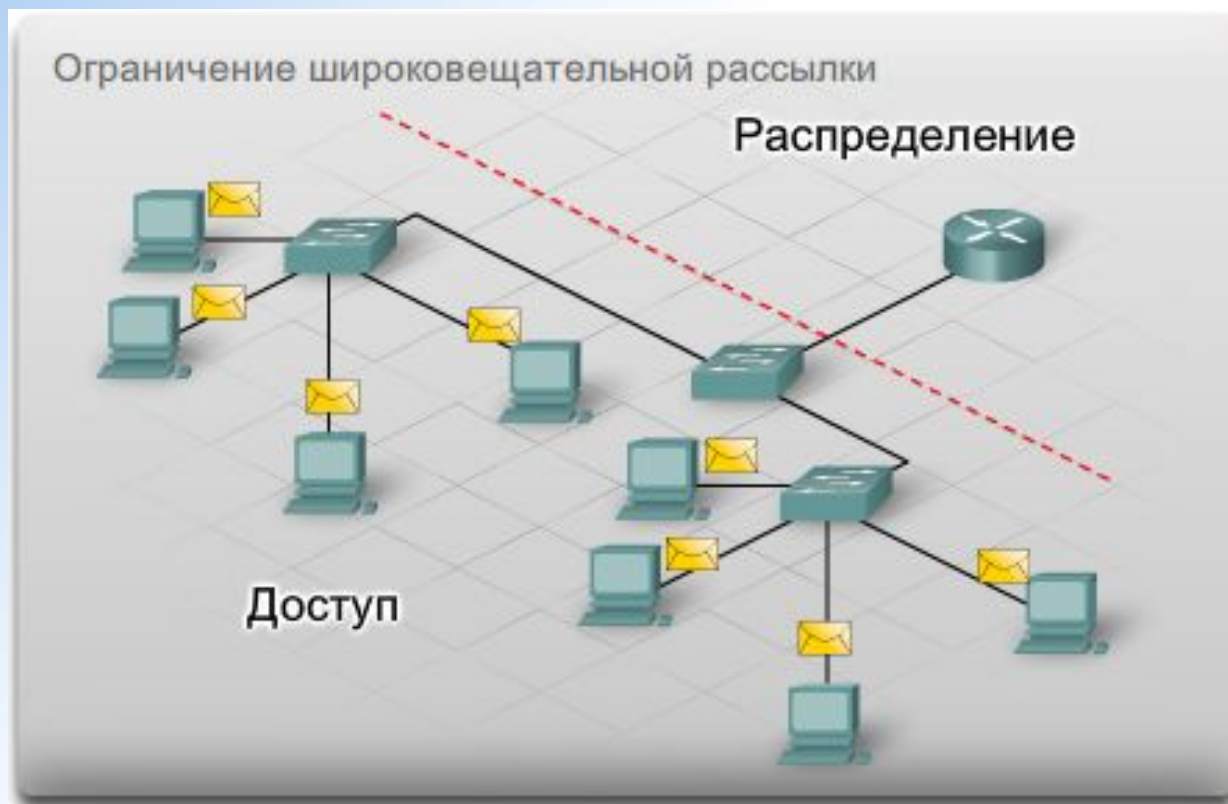 Ограничение широковещательной рассылки
Распределение
Доступ